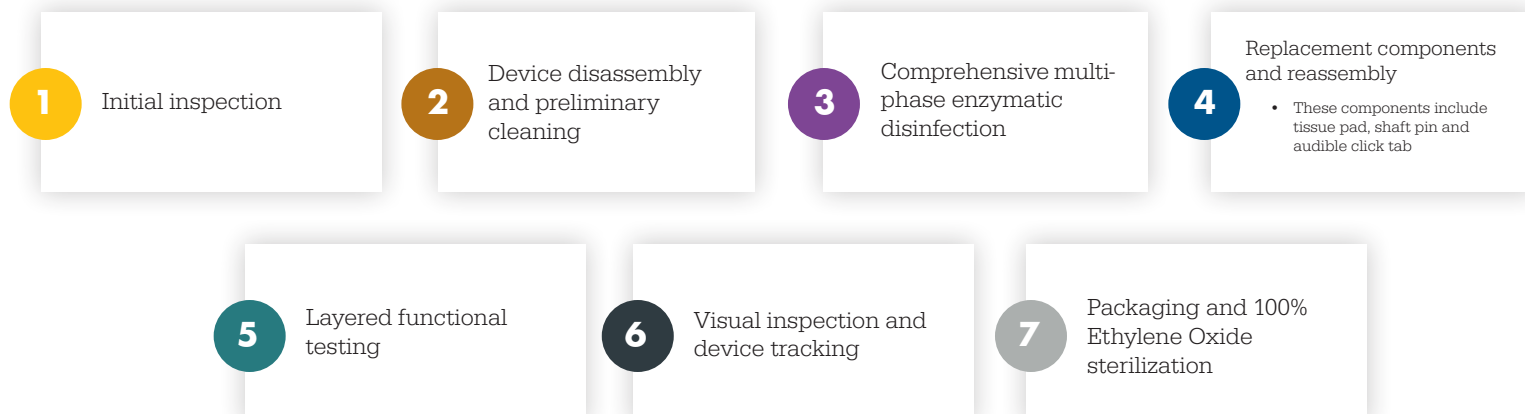 1
Initial inspection
2
Device disassembly
and preliminary
cleaning
3
Comprehensive multi-
phase enzymatic
disinfection
4
Replacement components
and reassembly
• These components include
tissue pad, shaft pin and
audible click tab
5
Layered functional
testing
6
Visual inspection and
device tracking
7
Packaging and 100%
Ethylene Oxide
sterilization